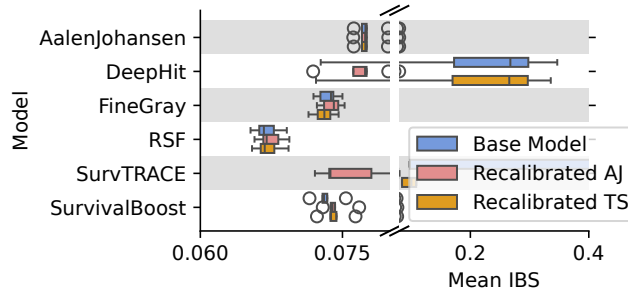 Model
AalenJohansen
DeepHit
FineGray
RSF
SurvTRACE
SurvivalBoost
Base Model
Recalibrated AJ
Recalibrated TS
0.060
0.075
0.2
0.4
Mean IBS